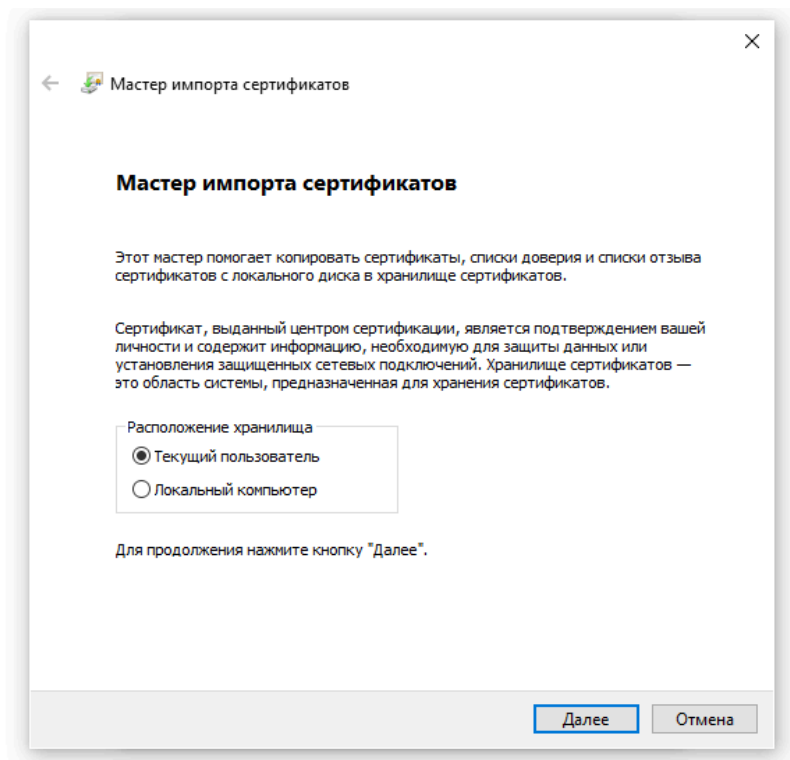 Мастер импорта сертификатов
Мастер импорта сертификатов
Этот мастер помогает копировать сертификаты, списки доверия и списки отзыва
сертификатов с локального диска в хранилище сертификатов.
Сертификат, выданный центром сертификации, является подтверждением вашей
личности и содержит информацию, необходимую для защиты данных или
установления защищенных сетевых подключений. Хранилище сертификатов —
это область системы, предназначенная для хранения сертификатов.
Расположение хранилища
Текущий пользователь
Локальный компьютер
Для продолжения нажмите кнопку "Далее".
Далее
Отмена